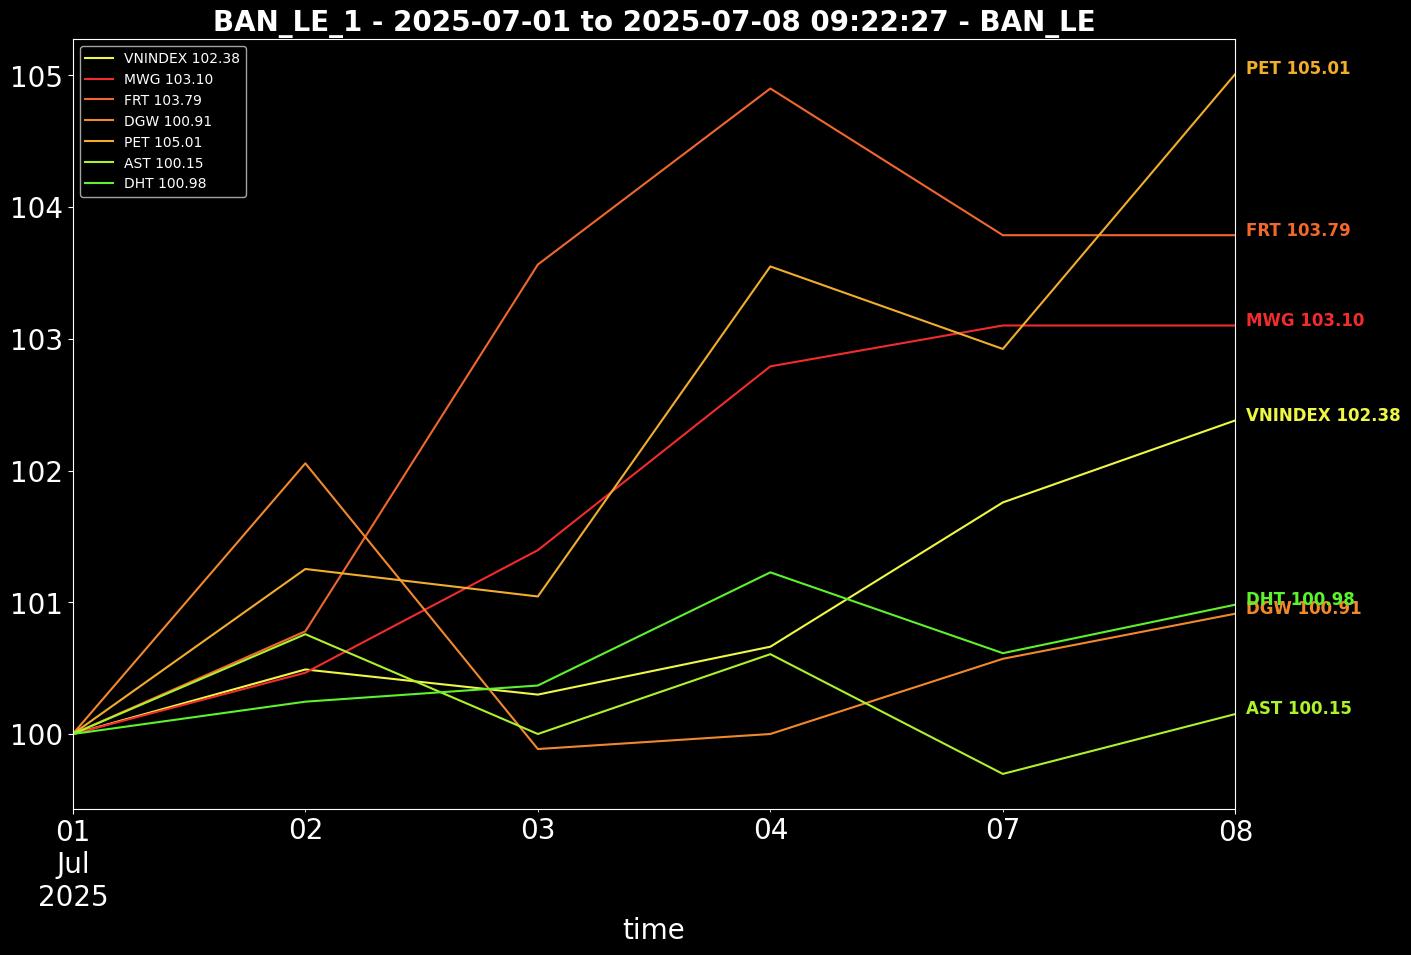 BAN_LE_1 - 2025-07-01 to 2025-07-08 09:22:27 - BAN_LE
VNINDEX 102.38
MWG 103.10
FRT 103.79
DGW 100.91
PET 105.01
AST 100.15
DHT 100.98
105
104
103
102
101
100
PET 105.01
FRT 103.79
MWG 103.10
VNINDEX 102.38
DHT 100.98
DGW 100.91
AST 100.15
01 02 03 04 07 08
Jul
2025
time